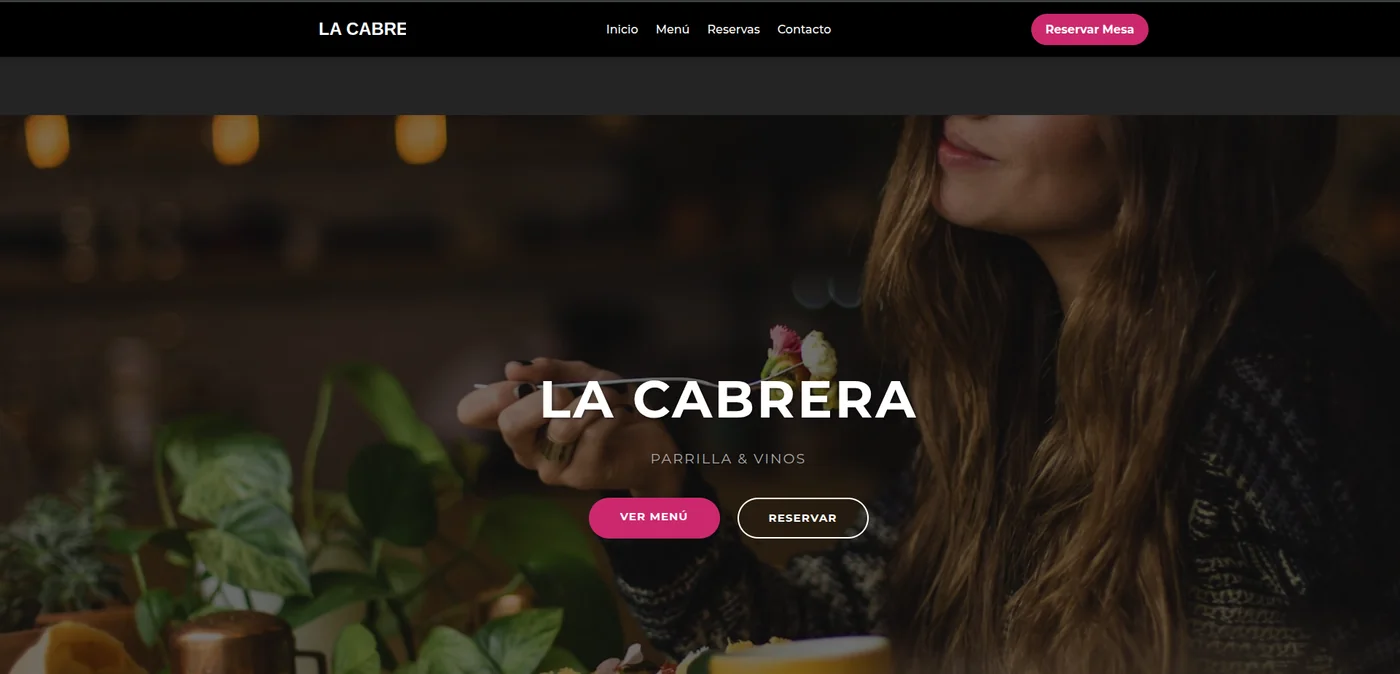 LA CABRE
Inicio Menú Reservas Contacto
Reservar Mesa
LA CABRERA
PARRILLA & VINOS
VER MENÚ
RESERVAR